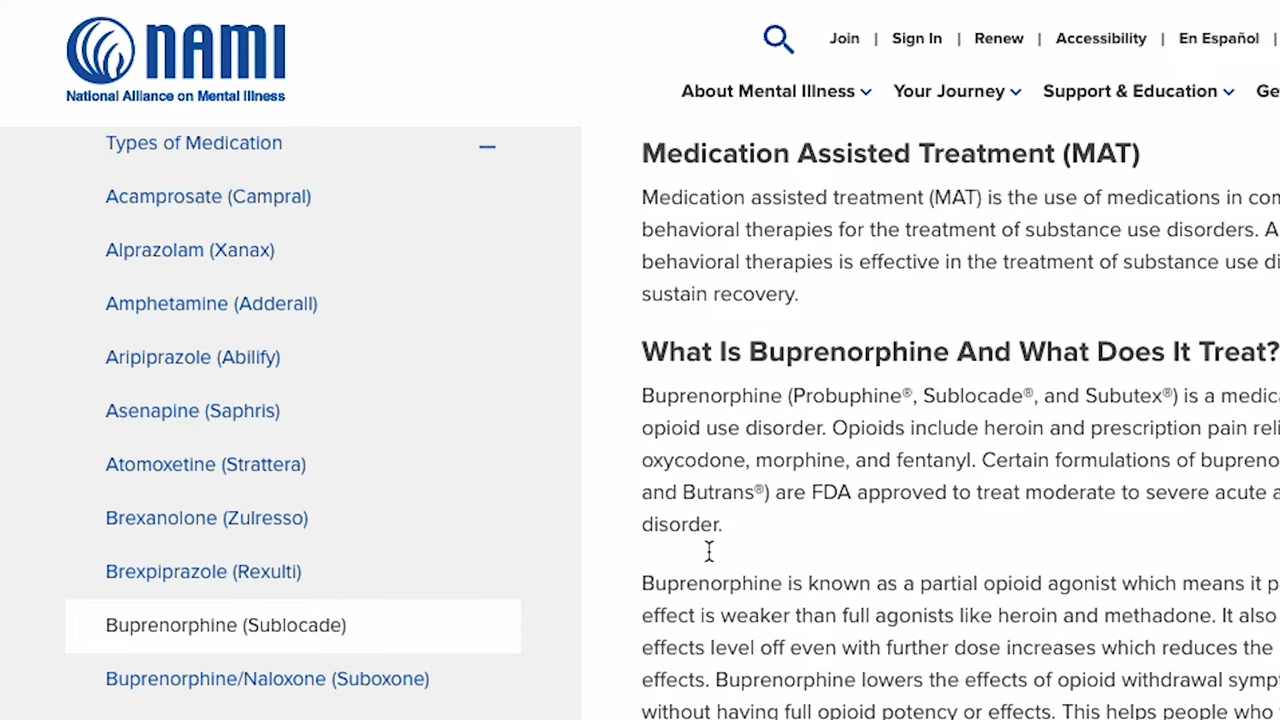 NAMI
National Alliance on Mental Illness
Join | Sign In | Renew | Accessibility | En Español |
About Mental Illness Your Journey Support & Education Ge
Types of Medication
Acamprosate (Campral)
Alprazolam (Xanax)
Amphetamine (Adderall)
Aripiprazole (Abilify)
Asenapine (Saphris)
Atomoxetine (Strattera)
Brexanolone (Zulresso)
Brexpiprazole (Rexulti)
Buprenorphine (Sublocade)
Buprenorphine/Naloxone (Suboxone)
Medication Assisted Treatment (MAT)
Medication assisted treatment (MAT) is the use of medications in com
behavioral therapies for the treatment of substance use disorders. A
behavioral therapies is effective in the treatment of substance use di
sustain recovery.
What Is Buprenorphine And What Does It Treat?
Buprenorphine (Probuphine®, Sublocade®, and Subutex®) is a medica
opioid use disorder. Opioids include heroin and prescription pain reli
oxycodone, morphine, and fentanyl. Certain formulations of bupreno
and Butrans®) are FDA approved to treat moderate to severe acute a
disorder.
Buprenorphine is known as a partial opioid agonist which means it p
effect is weaker than full agonists like heroin and methadone. It also
effects level off even with further dose increases which reduces the
effects. Buprenorphine lowers the effects of opioid withdrawal symp
without having full opioid potency or effects. This helps people who